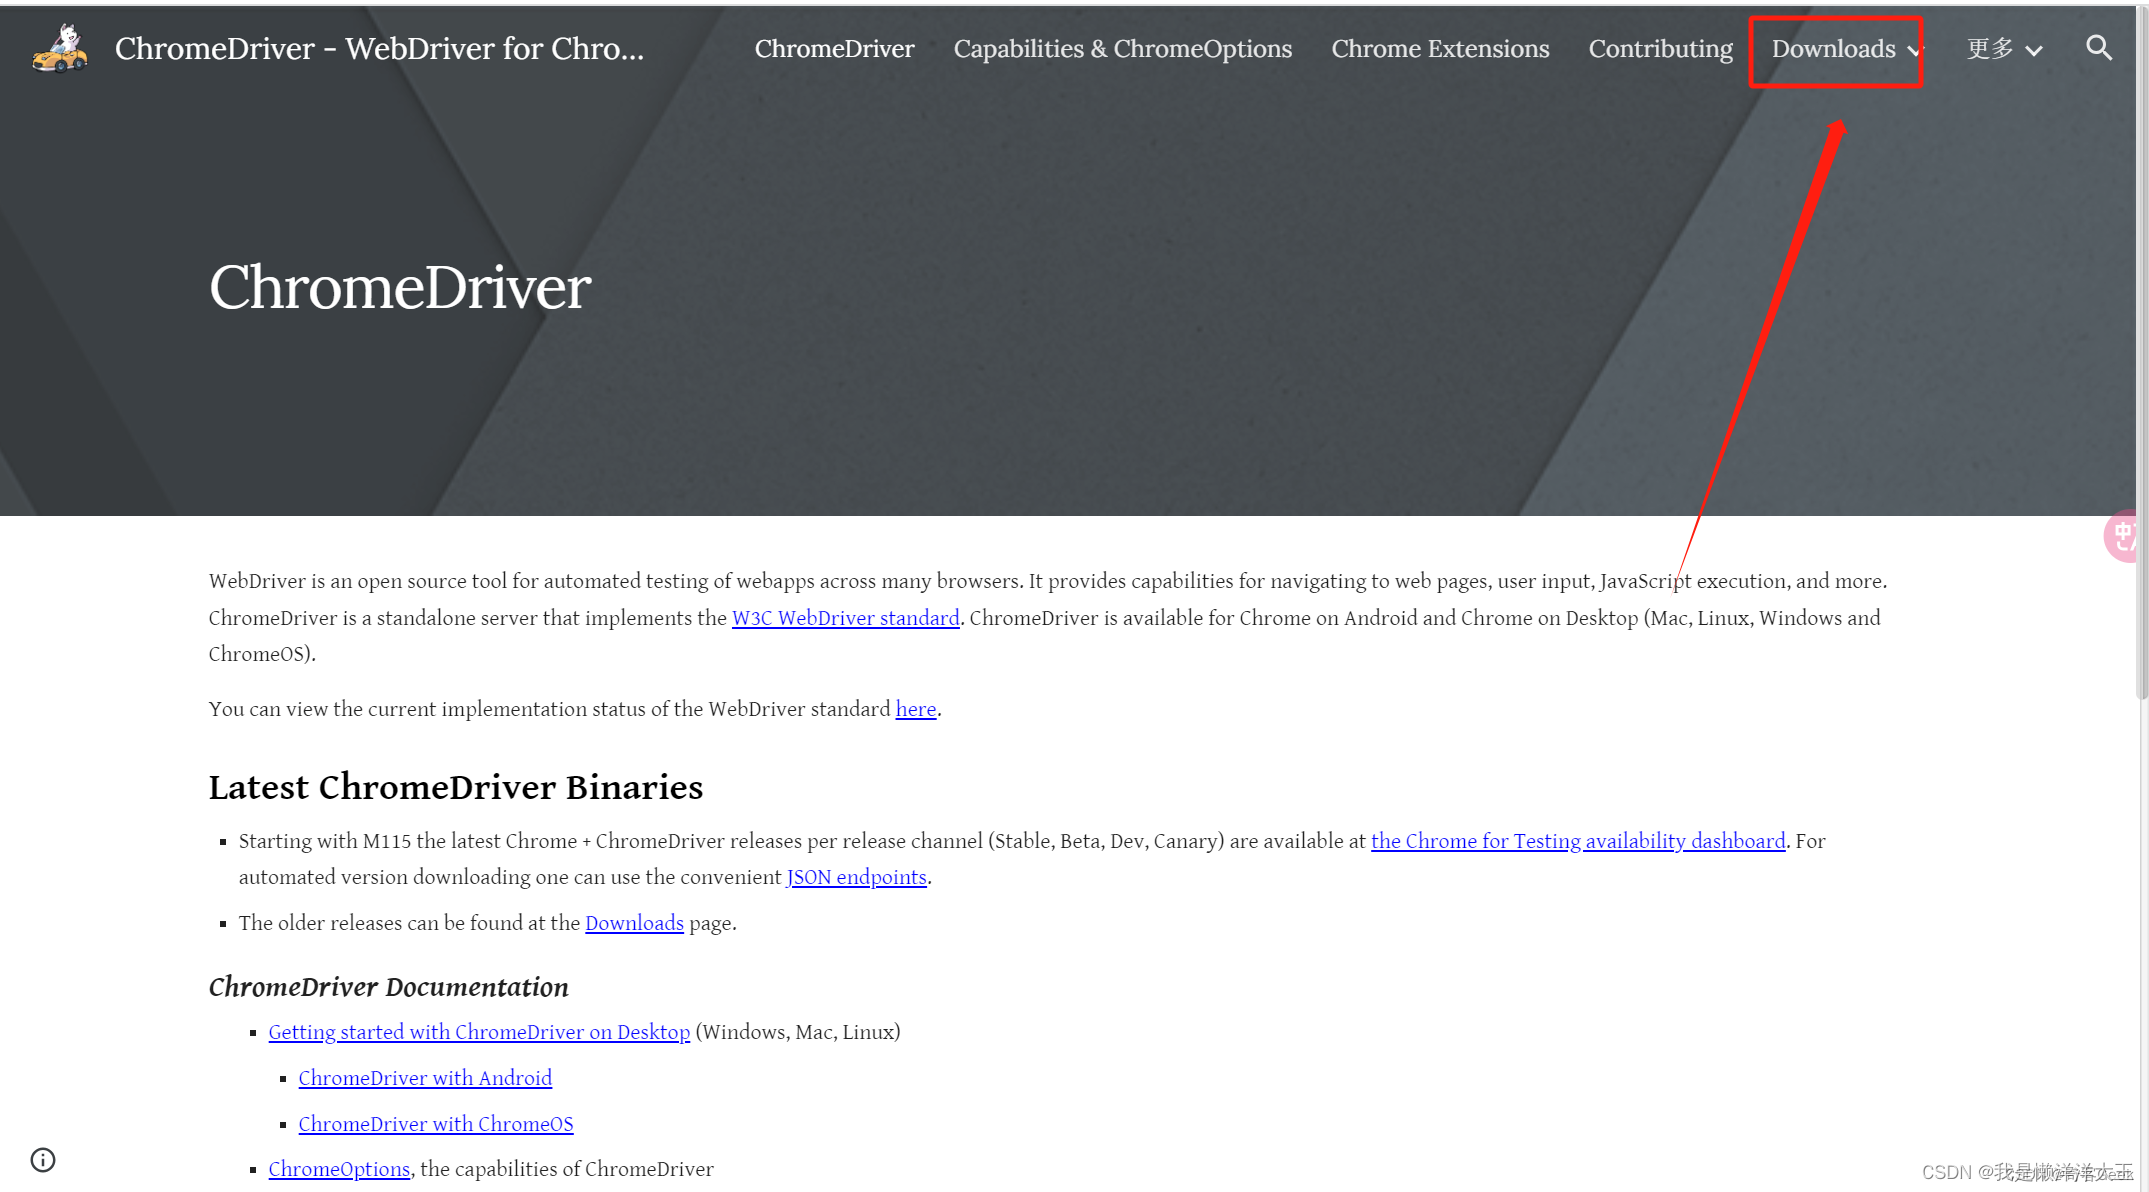 ChromeDriver - WebDriver for Chro...
ChromeDriver
Capabilities & ChromeOptions
Chrome Extensions
Contributing
Downloads
更多
ChromeDriver
WebDriver is an open source tool for automated testing of webapps across many browsers. It provides capabilities for navigating to web pages, user input, JavaScript execution, and more.
ChromeDriver is a standalone server that implements the W3C WebDriver standard. ChromeDriver is available for Chrome on Android and Chrome on Desktop (Mac, Linux, Windows and
ChromeOS).
You can view the current implementation status of the WebDriver standard here.
Latest ChromeDriver Binaries
Starting with M115 the latest Chrome + ChromeDriver releases per release channel (Stable, Beta, Dev, Canary) are available at the Chrome for Testing availability dashboard. For
automated version downloading one can use the convenient JSON endpoints.
The older releases can be found at the Downloads page.
ChromeDriver Documentation
Getting started with ChromeDriver on Desktop (Windows, Mac, Linux)
ChromeDriver with Android
ChromeDriver with ChromeOS
ChromeOptions, the capabilities of ChromeDriver
CSDN @我是懒洋洋大王